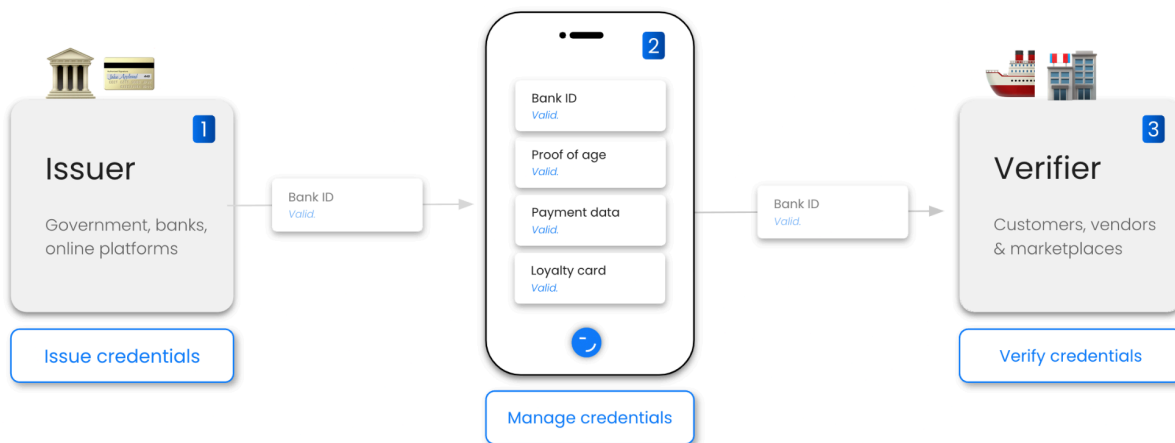 1
Issuer
Government, banks,
online platforms
Issue credentials
Bank ID
Valid.
2
Bank ID
Valid.
Proof of age
Valid.
Payment data
Valid.
Loyalty card
Valid.
Manage credentials
Bank ID
Valid.
3
Verifier
Customers, vendors
& marketplaces
Verify credentials